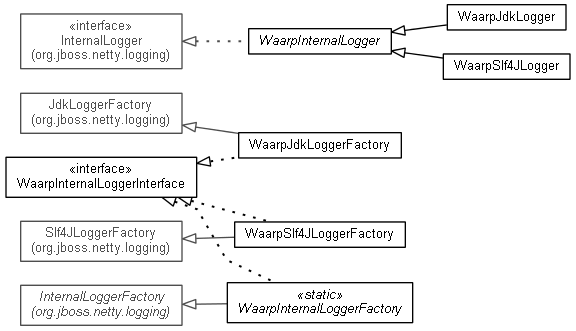 «interface»
InternalLogger
(org.jboss.netty.logging)
WaarpInternalLogger
WaarpJdkLogger
WaarpSlf4JLogger
JdkLoggerFactory
(org.jboss.netty.logging)
WaarpJdkLoggerFactory
«interface»
WaarpInternalLoggerInterface
Slf4JLoggerFactory
(org.jboss.netty.logging)
WaarpSlf4JLoggerFactory
InternalLoggerFactory
(org.jboss.netty.logging)
«static»
WaarpInternalLoggerFactory